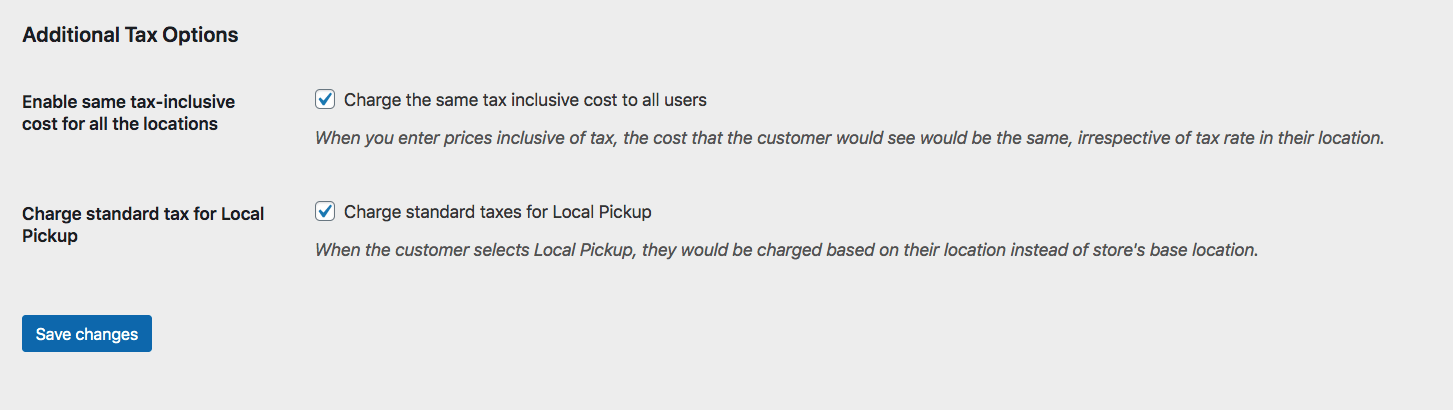 Additional Tax Options
Enable same tax-inclusive
cost for all the locations
Charge the same tax inclusive cost to all users
When you enter prices inclusive of tax, the cost that the customer would see would be the same, irrespective of tax rate in their location.
Charge standard tax for Local
Pickup
Charge standard taxes for Local Pickup
When the customer selects Local Pickup, they would be charged based on their location instead of store's base location.
Save changes